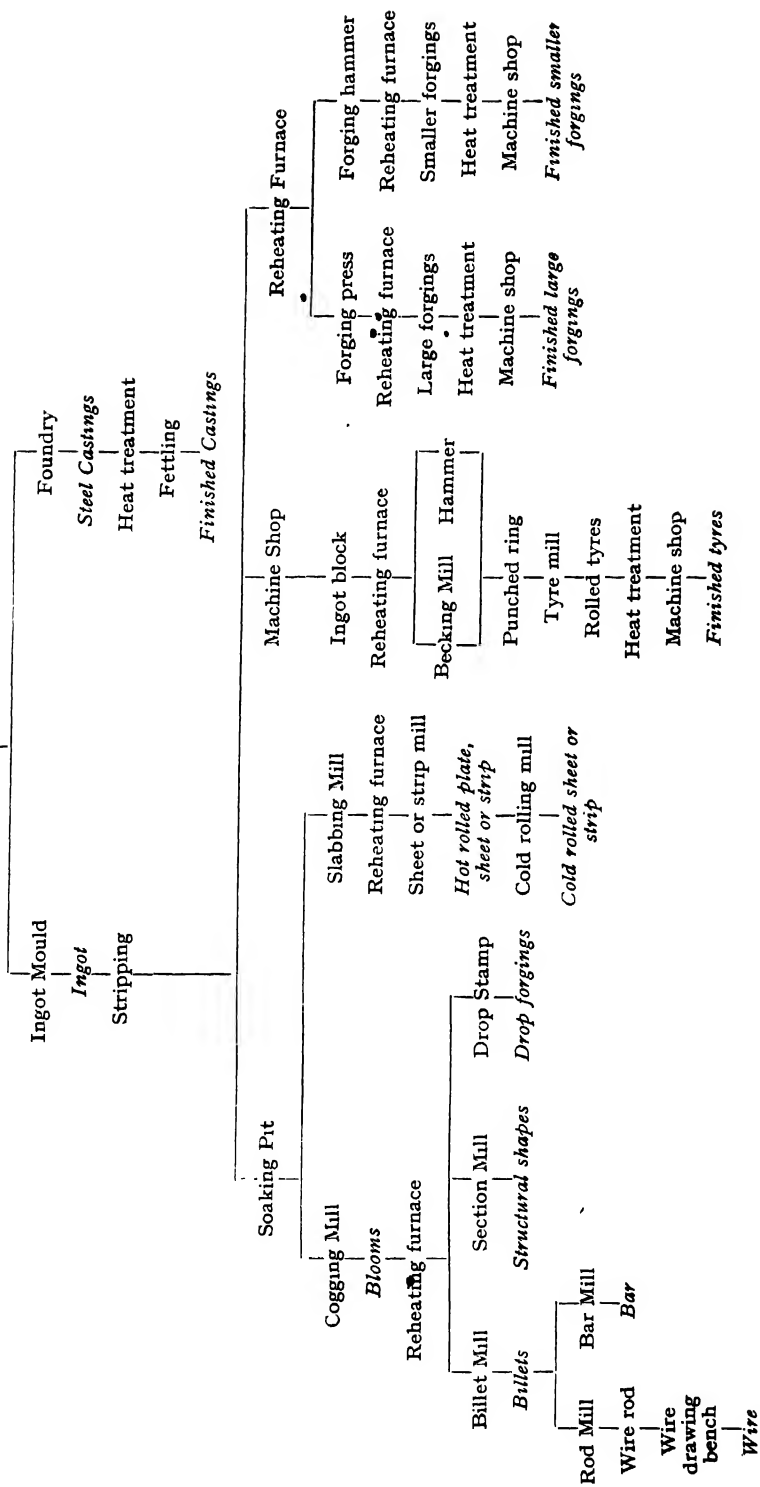 Ingot Mould
Ingot
Stripping
Foundry
Steel Castings
Heat treatment
Fettling
Finished Castings
Soaking Pit
Cogging Mill
Blooms
Reheating furnace
Billet Mill
Billets
Rod Mill
Wire rod
Wire
drawing
bench
Wire
Bar Mill
Bar
Section Mill
Structural shapes
Drop Stamp
Drop forgings
Slabbing Mill
Reheating furnace
Sheet or strip mill
Hot rolled plate,
sheet or strip
Cold rolling mill
Cold rolled sheet or
strip
Machine Shop
Ingot block
Reheating furnace
Becking Mill Hammer
Punched ring
Tyre mill
Rolled tyres
Heat treatment
Machine shop
Finished tyres
Reheating Furnace
Forging press
Reheating furnace
Large forgings
Heat treatment
Machine shop
Finished large
forgings
Forging hammer
Reheating furnace
Smaller forgings
Heat treatment
Machine shop
Finished smaller
forgings